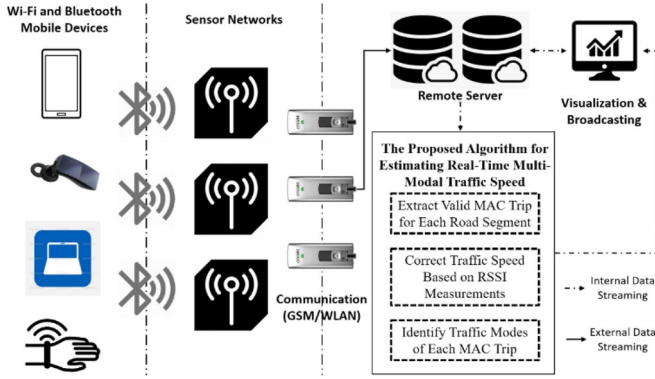 Wi-Fi and Bluetooth
Mobile Devices
Sensor Networks
Remote Server
Visualization &
Broadcasting
The Proposed Algorithm for
Estimating Real-Time Multi-
Modal Traffic Speed
Extract Valid MAC Trip
for Each Road Segment
Correct Traffic Speed
Based on RSSI
Measurements
Identify Traffic Modes
of Each MAC Trip
Communication
(GSM/WLAN)
Internal Data
Streaming
External Data
Streaming